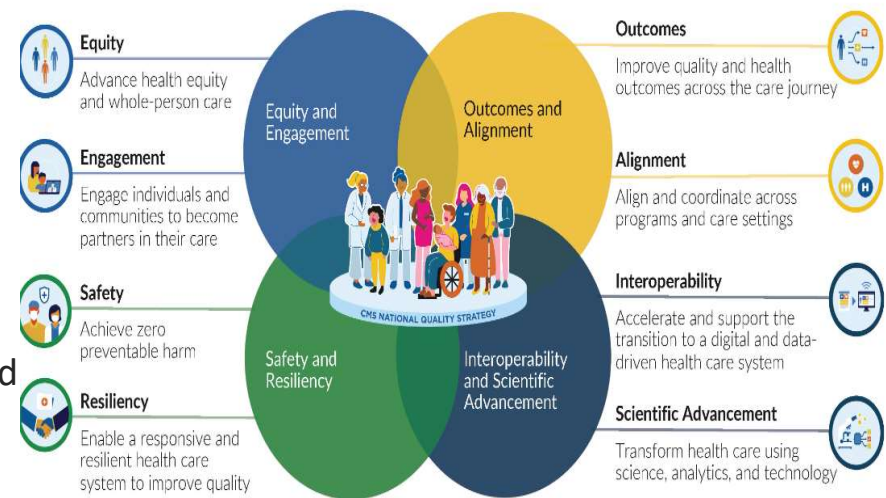 Equity
Advance health equity
and whole-person care
Engagement
Engage individuals and
communities to become
partners in their care
Safety
Achieve zero
preventable harm
d
Resiliency
Enable a responsive and
resilient health care
system to improve quality
Equity and
Engagement
Outcomes and
Alignment
CMS NATIONAL QUALITY STRATEGY
Safety and
Resiliency
Interoperability
and Scientific
Advancement
Outcomes
Improve quality and health
outcomes across the care journey
Alignment
Align and coordinate across
programs and care settings
Interoperability
Accelerate and support the
transition to a digital and data-
driven health care system
Scientific Advancement
Transform health care using
science, analytics, and technology